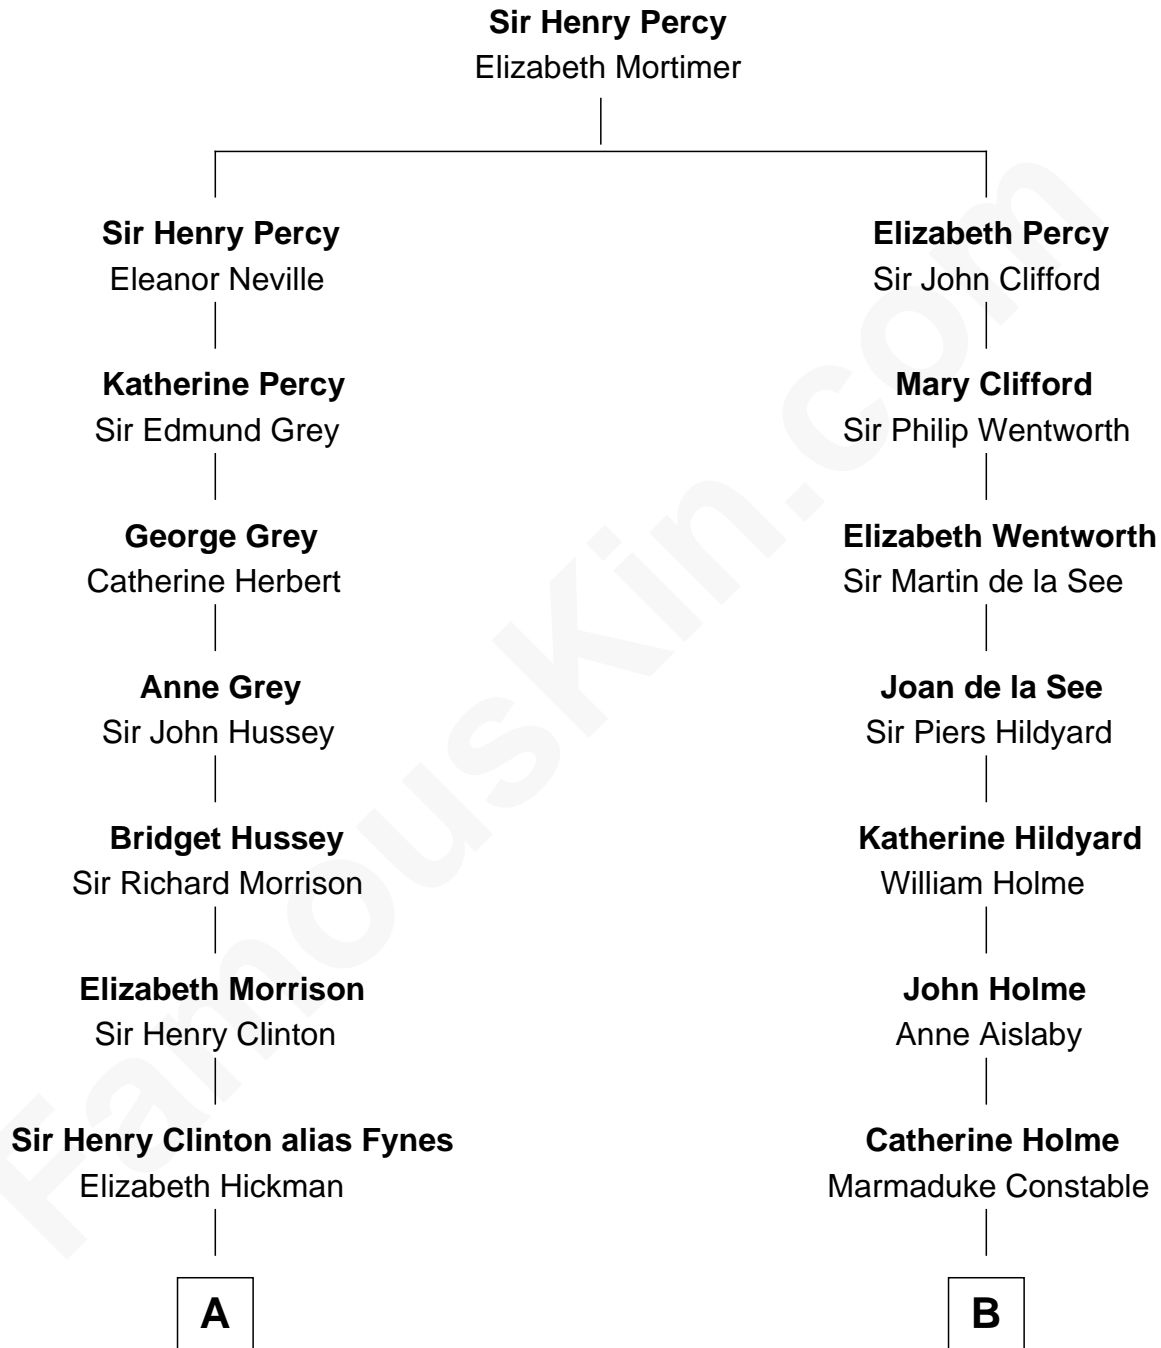 Sir Henry Percy
Elizabeth Mortimer
Sir Henry Percy
Eleanor Neville
Katherine Percy
Sir Edmund Grey
George Grey
Catherine Herbert
Anne Grey
Sir John Hussey
Bridget Hussey
Sir Richard Morrison
Elizabeth Morrison
Sir Henry Clinton
Sir Henry Clinton alias Fynes
Elizabeth Hickman
A
Elizabeth Percy
Sir John Clifford
Mary Clifford
Sir Philip Wentworth
Elizabeth Wentworth
Sir Martin de la See
Joan de la See
Sir Piers Hildyard
Katherine Hildyard
William Holme
John Holme
Anne Aislaby
Catherine Holme
Marmaduke Constable
B
FamousKin.com